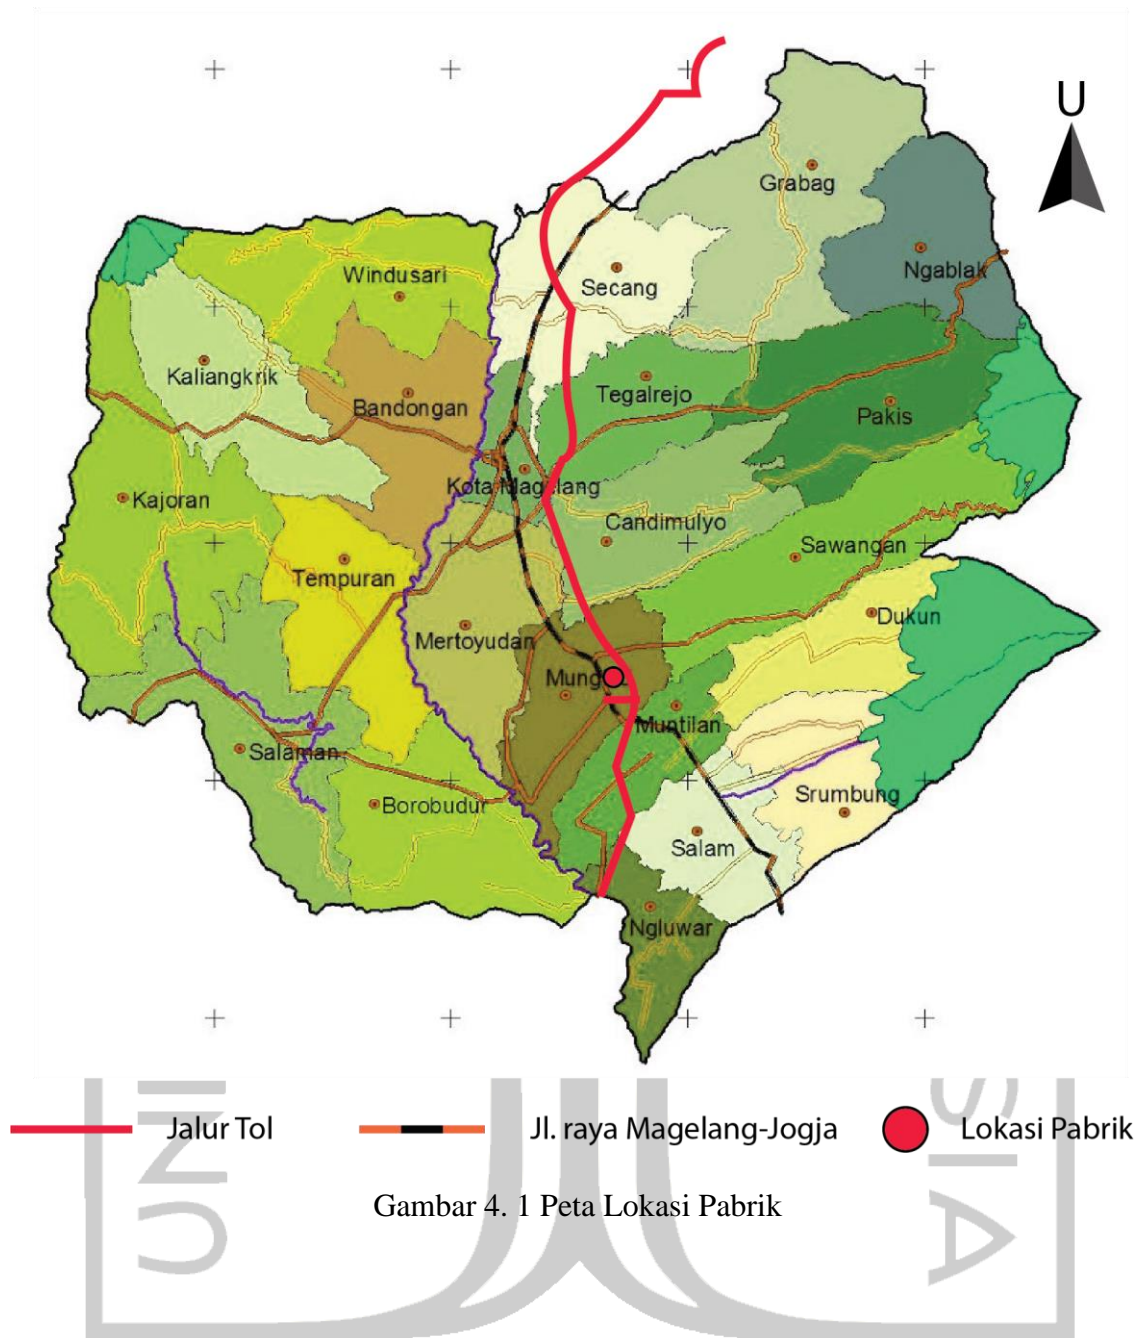 U
Grabag
Ngablak
Windusari
Secang
Kaliangkrik
Bandongan
Tegalrejo
Pakis
Kota Magelang
Kajoran
Candimulyo
Sawangan
Tempuran
Dukun
Mertoyudan
Mung
Muntilan
Salaman
Borobudur
Srumbung
Salam
Ngluwar
Jalur Tol
Jl. raya Magelang-Jogja
Lokasi Pabrik
Gambar 4. 1 Peta Lokasi Pabrik